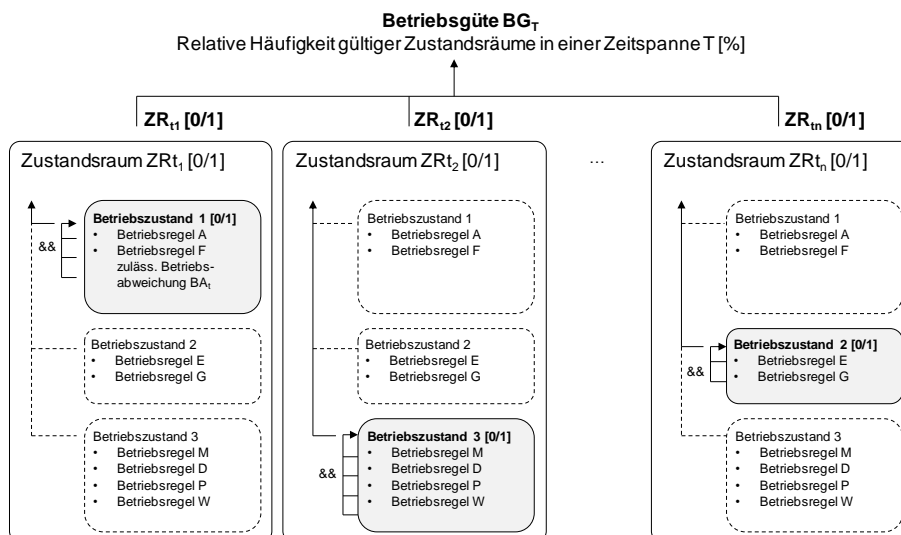 Betriebsgüte BG_T
Relative Häufigkeit gültiger Zustandsräume in einer Zeitspanne T [%]
ZR_t1 [0/1]
ZR_t2 [0/1]
ZR_tn [0/1]
Zustandsraum ZRt_1 [0/1]
&&
Betriebszustand 1 [0/1]
• Betriebsregel A
• Betriebsregel F
zuläss. Betriebs-
abweichung BA_t
Betriebszustand 2
• Betriebsregel E
• Betriebsregel G
Betriebszustand 3
• Betriebsregel M
• Betriebsregel D
• Betriebsregel P
• Betriebsregel W
Zustandsraum ZRt_2 [0/1]
Betriebszustand 1
• Betriebsregel A
• Betriebsregel F
Betriebszustand 2
• Betriebsregel E
• Betriebsregel G
&&
Betriebszustand 3 [0/1]
• Betriebsregel M
• Betriebsregel D
• Betriebsregel P
• Betriebsregel W
...
Zustandsraum ZRt_n [0/1]
Betriebszustand 1
• Betriebsregel A
• Betriebsregel F
&&
Betriebszustand 2 [0/1]
• Betriebsregel E
• Betriebsregel G
Betriebszustand 3
• Betriebsregel M
• Betriebsregel D
• Betriebsregel P
• Betriebsregel W